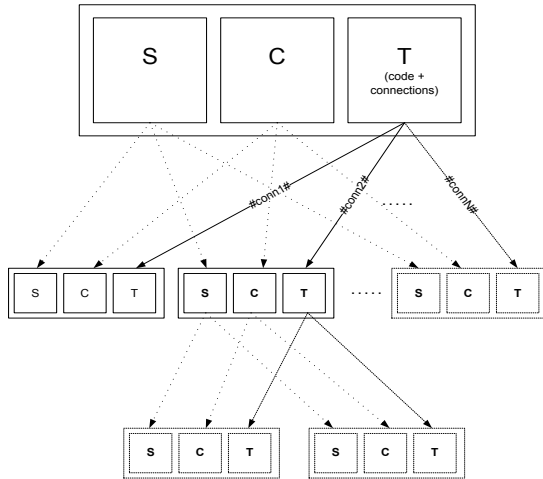 S C T
(code +
connections)
#conn1# #conn2# ..... #connN#
S C T S C T ..... S C T
S C T S C T